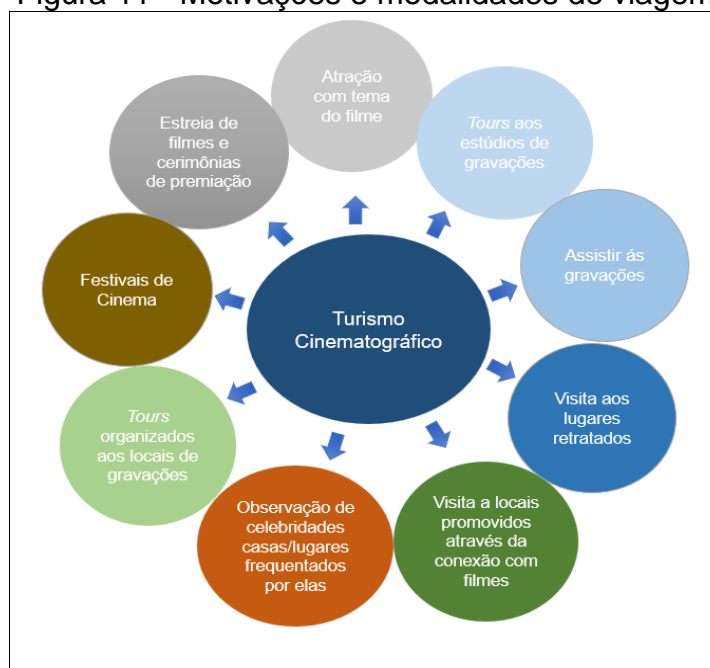 Motivações e modalidades de viagem
Atração
com tema
do filme
Tours aos
estúdios de
gravações
Assistir ás
gravações
Visita aos
lugares
retratados
Visita a locais
promovidos
através da
conexão com
filmes
Observação de
celebridades
casas/lugares
frequentados
por elas
Tours
organizados
aos locais de
gravações
Festivais de
Cinema
Estreia de
filmes e
cerimônias
de premiação
Turismo
Cinematográfico